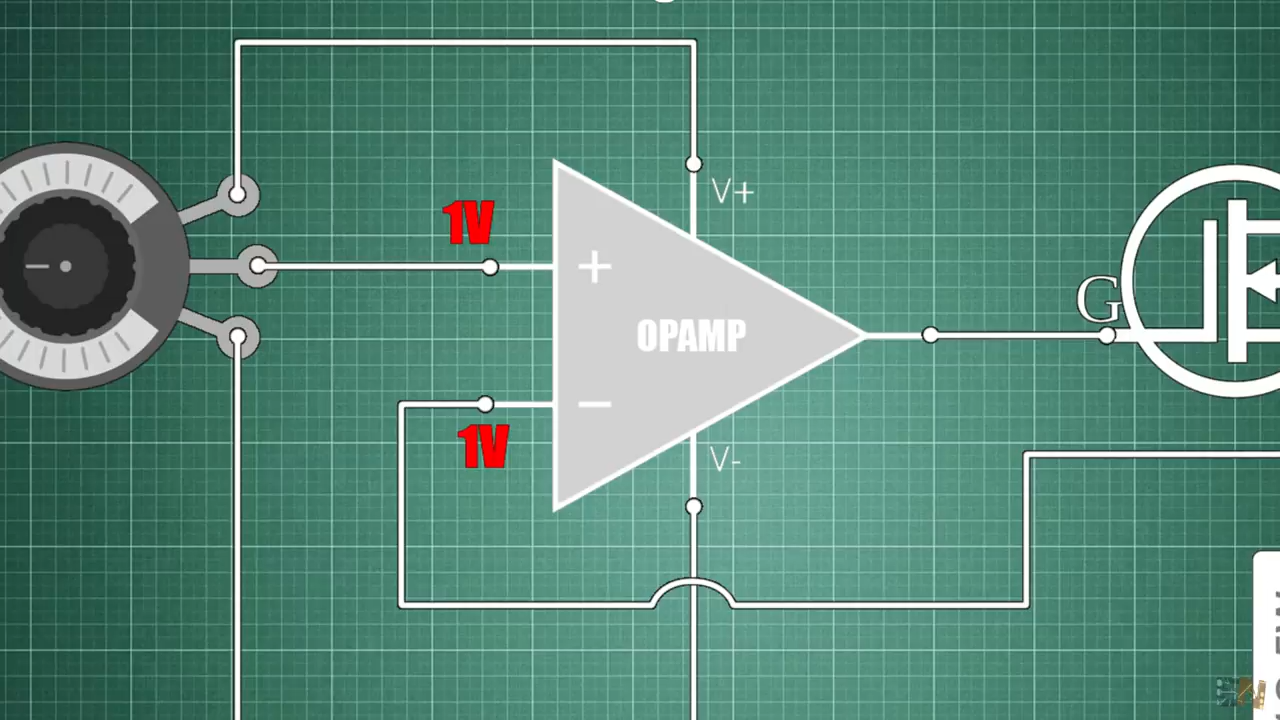 V+
1V
+
OPAMP
G
−
1V
V-